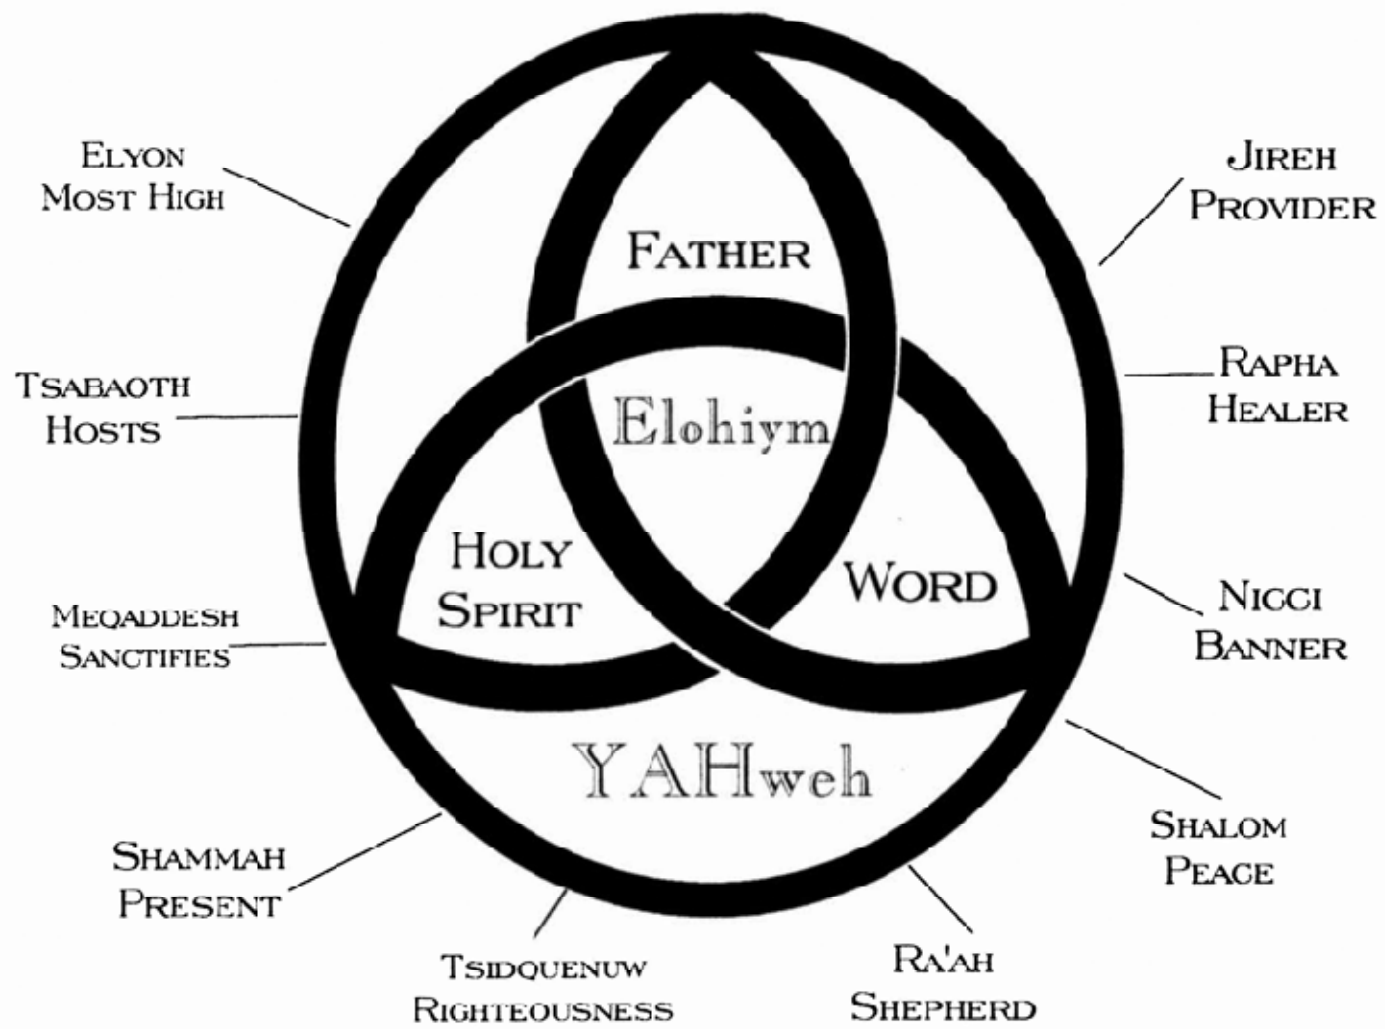 ELYON
MOST HIGH
JIREH
PROVIDER
FATHER
RAPHA
HEALER
TSABAOTH
HOSTS
Elohiym
HOLY
SPIRIT
WORD
NICCI
BANNER
MEQADDESH
SANCTIFIES
YAHweh
SHALOM
PEACE
SHAMMAH
PRESENT
TSIDQUENUW
RIGHTEOUSNESS
RA'AH
SHEPHERD